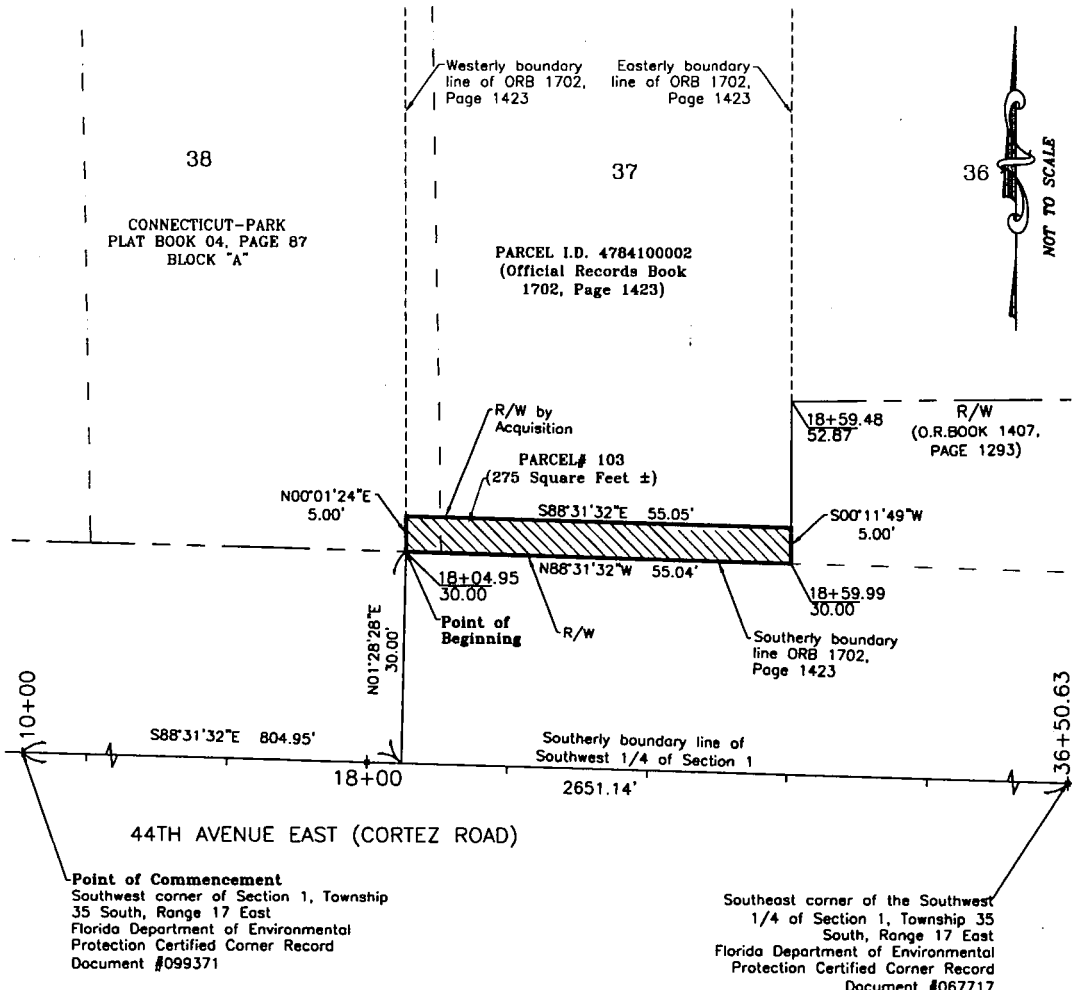 Westerly boundary
line of ORB 1702,
Page 1423
Easterly boundary
line of ORB 1702,
Page 1423
38
37
36
NOT TO SCALE
CONNECTICUT-PARK
PLAT BOOK 04, PAGE 87
BLOCK "A"
PARCEL I.D. 4784100002
(Official Records Book
1702, Page 1423)
R/W by
Acquisition
18+59.48
52.87
R/W
(O.R.BOOK 1407,
PAGE 1293)
PARCEL# 103
(275 Square Feet ±)
N00°01'24"E
5.00'
S88°31'32"E 55.05'
S00°11'49"W
5.00'
N88°31'32"W 55.04'
18+04.95
30.00
18+59.99
30.00
Point of
Beginning
R/W
Southerly boundary
line ORB 1702,
Page 1423
N01°28'28"E
30.00'
10+00
36+50.63
S88°31'32"E 804.95'
Southerly boundary line of
Southwest 1/4 of Section 1
18+00
2651.14'
44TH AVENUE EAST (CORTEZ ROAD)
Point of Commencement
Southwest corner of Section 1, Township
35 South, Range 17 East
Florida Department of Environmental
Protection Certified Corner Record
Document #099371
Southeast corner of the Southwest
1/4 of Section 1, Township 35
South, Range 17 East
Florida Department of Environmental
Protection Certified Corner Record
Document #067717